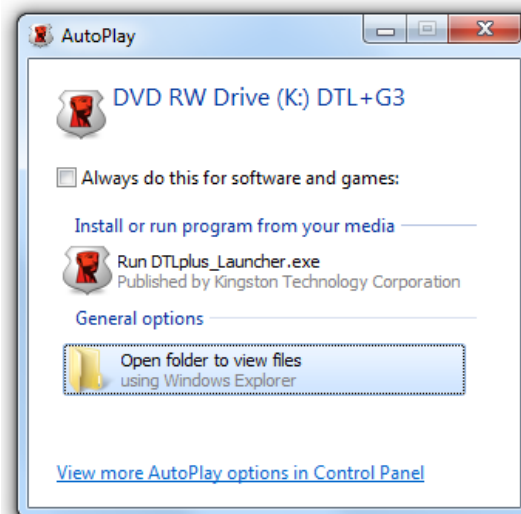 AutoPlay
DVD RW Drive (K:) DTL+G3
Always do this for software and games:
Install or run program from your media
Run DTLplus_Launcher.exe
Published by Kingston Technology Corporation
General options
Open folder to view files
using Windows Explorer
View more AutoPlay options in Control Panel